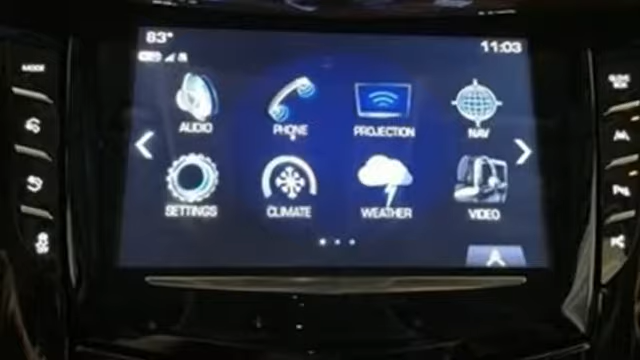 83°
11:03
MODE
AUDIO
PHONE
PROJECTION
NAV
SETTINGS
CLIMATE
WEATHER
VIDEO